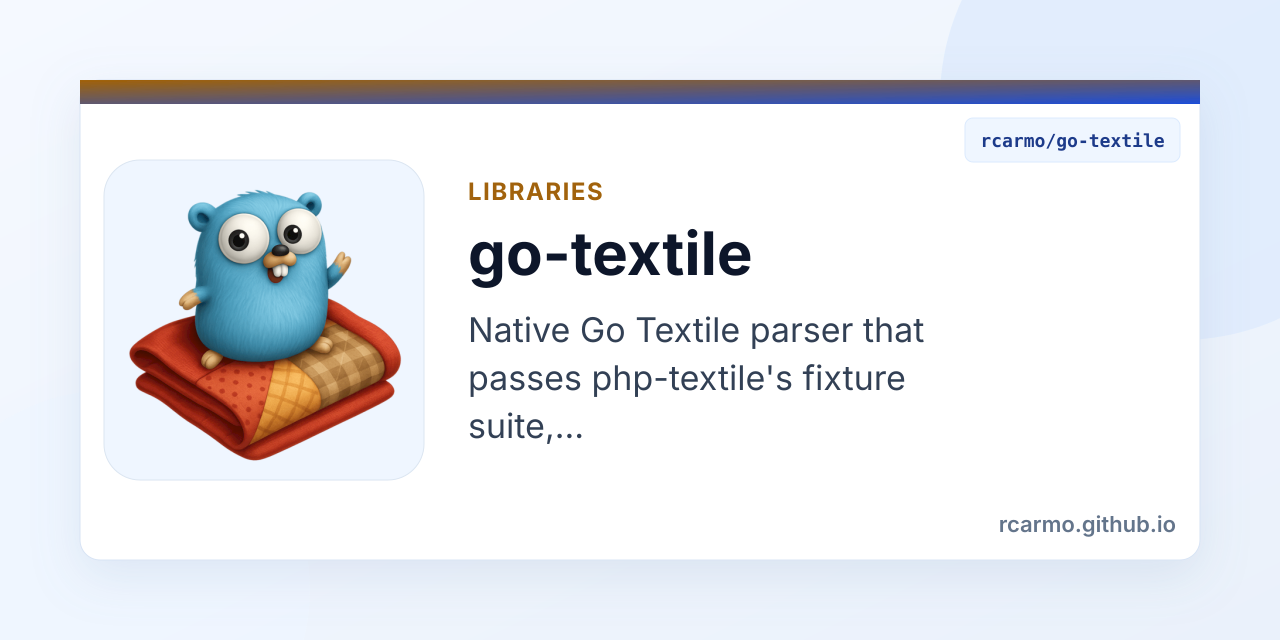 rcarmo/go-textile
LIBRARIES
go-textile
Native Go Textile parser that
passes php-textile's fixture
suite,...
rcarmo.github.io